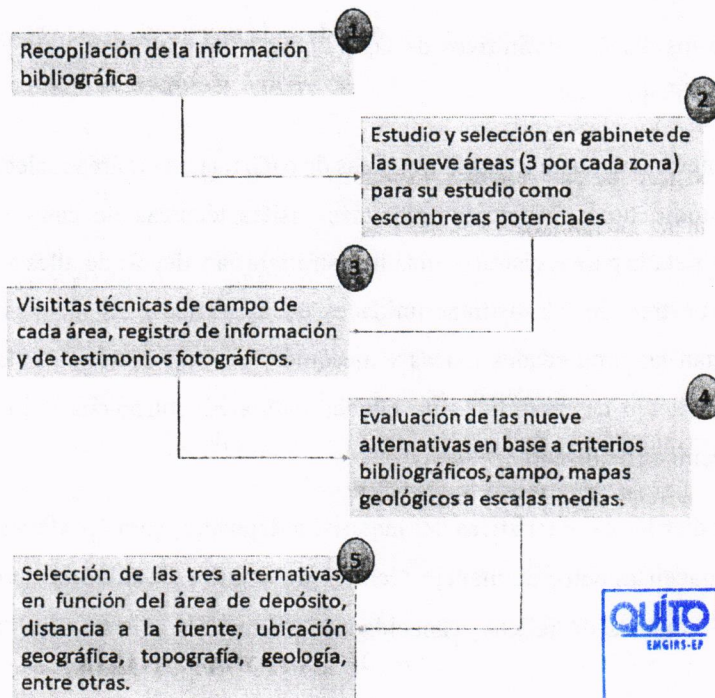 1
Recopilación de la información
bibliográfica
2
Estudio y selección en gabinete de
las nueve áreas (3 por cada zona)
para su estudio como
escombreras potenciales
3
Visititas técnicas de campo de
cada área, registró de información
y de testimonios fotográficos.
4
Evaluación de las nueve
alternativas en base a criterios
bibliográficos, campo, mapas
geológicos a escalas medias.
5
Selección de las tres alternativas
en función del área de depósito,
distancia a la fuente, ubicación
geográfica, topografía, geología,
entre otras.
QUÍTO
EMGIRS-EP